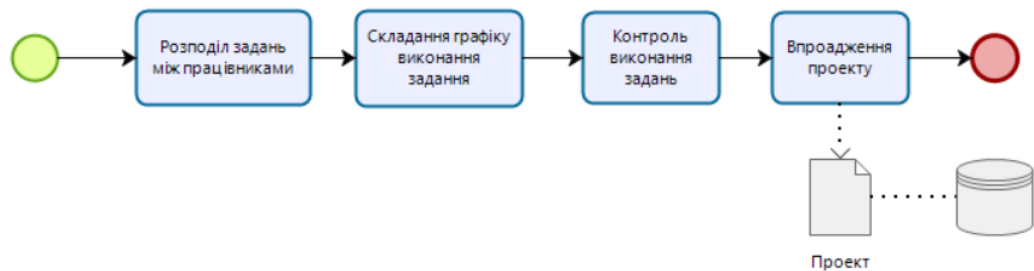 Розподіл задань
між працівниками
Складання графіку
виконання
задання
Контроль
виконання
задань
Впроадження
проекту
Проект